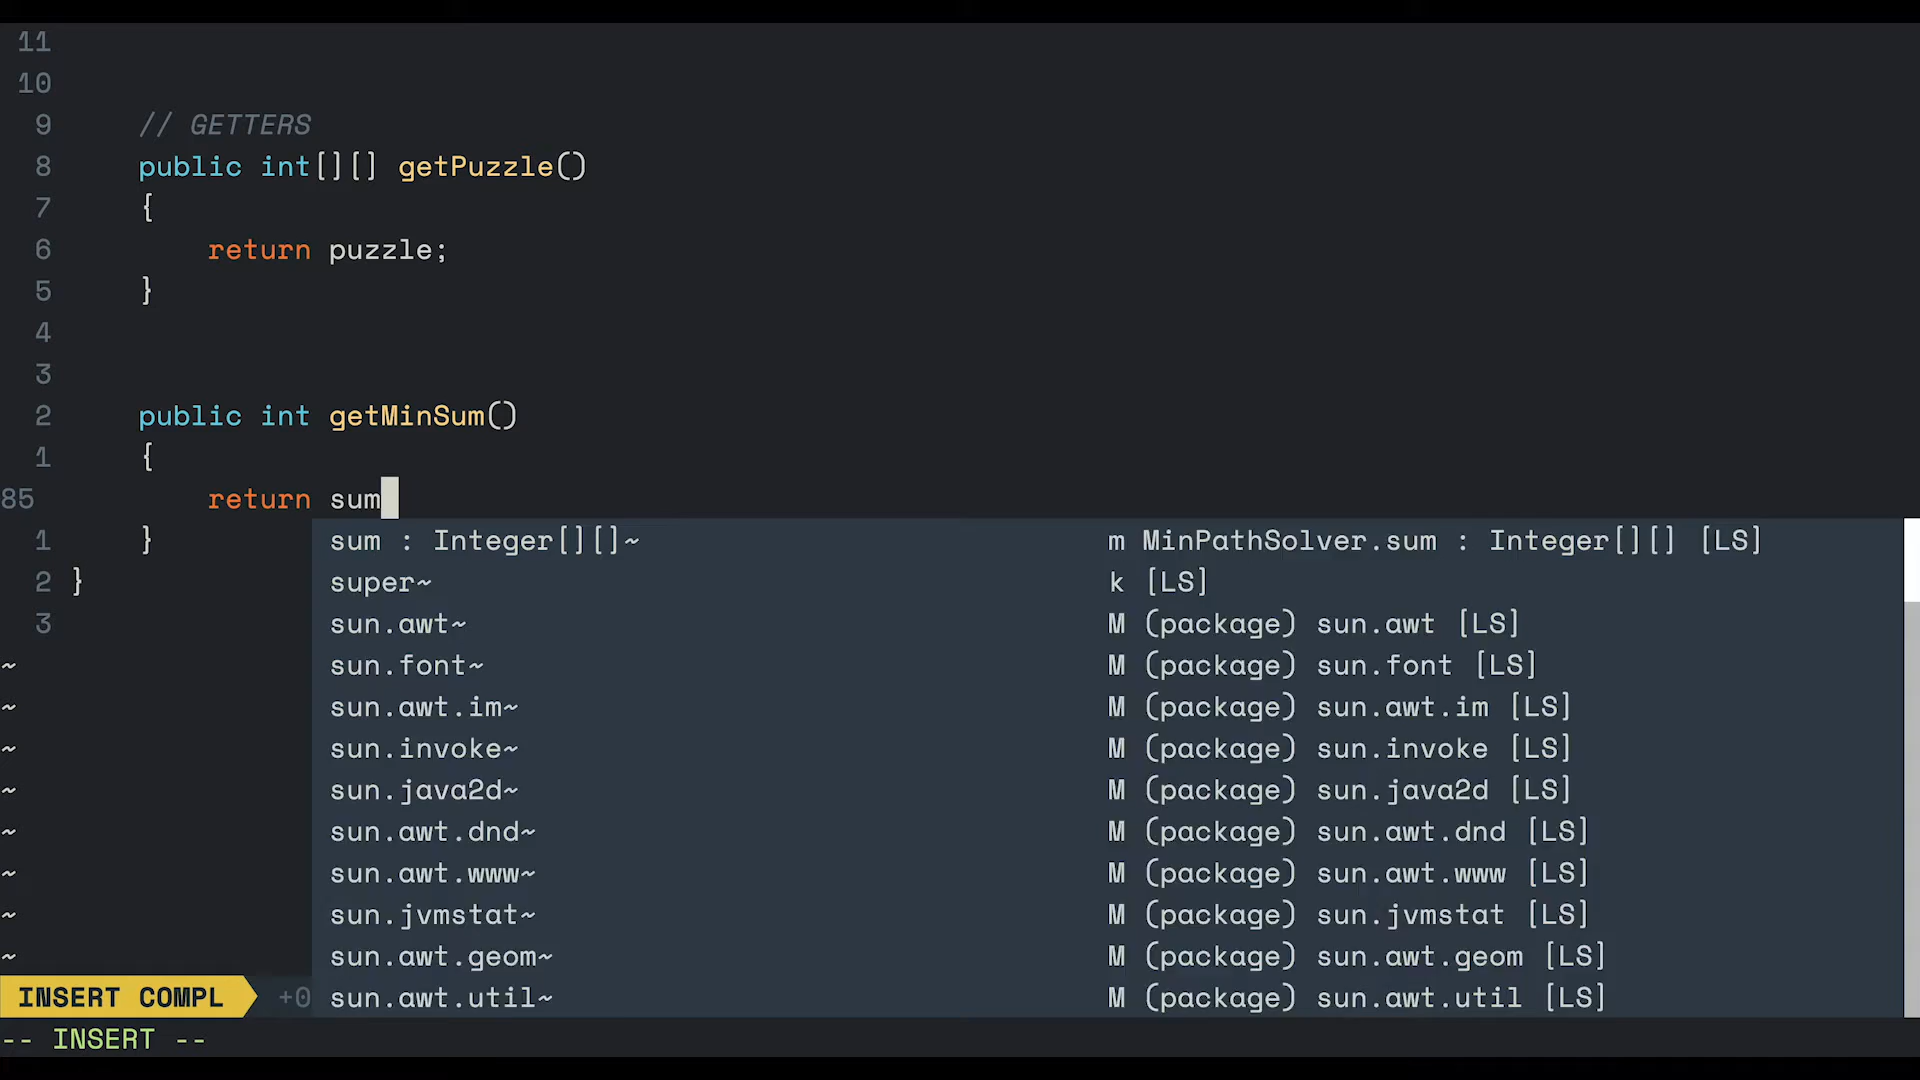 11
10
9 // GETTERS
8 public int[][] getPuzzle()
7 {
6 return puzzle;
5 }
4
3
2 public int getMinSum()
1 {
85 return sum
1 } sum : Integer[][]~ m MinPathSolver.sum : Integer[][] [LS]
2 } super~ k [LS]
3 sun.awt~ M (package) sun.awt [LS]
~ sun.font~ M (package) sun.font [LS]
~ sun.awt.im~ M (package) sun.awt.im [LS]
~ sun.invoke~ M (package) sun.invoke [LS]
~ sun.java2d~ M (package) sun.java2d [LS]
~ sun.awt.dnd~ M (package) sun.awt.dnd [LS]
~ sun.awt.www~ M (package) sun.awt.www [LS]
~ sun.jvmstat~ M (package) sun.jvmstat [LS]
~ sun.awt.geom~ M (package) sun.awt.geom [LS]
INSERT COMPL +0 sun.awt.util~ M (package) sun.awt.util [LS]
-- INSERT --